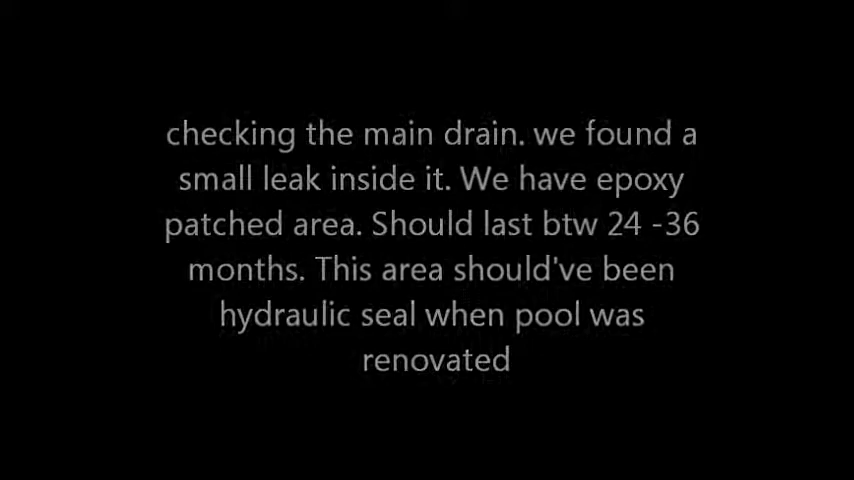 checking the main drain. we found a
small leak inside it. We have epoxy
patched area. Should last btw 24 -36
months. This area should've been
hydraulic seal when pool was
renovated